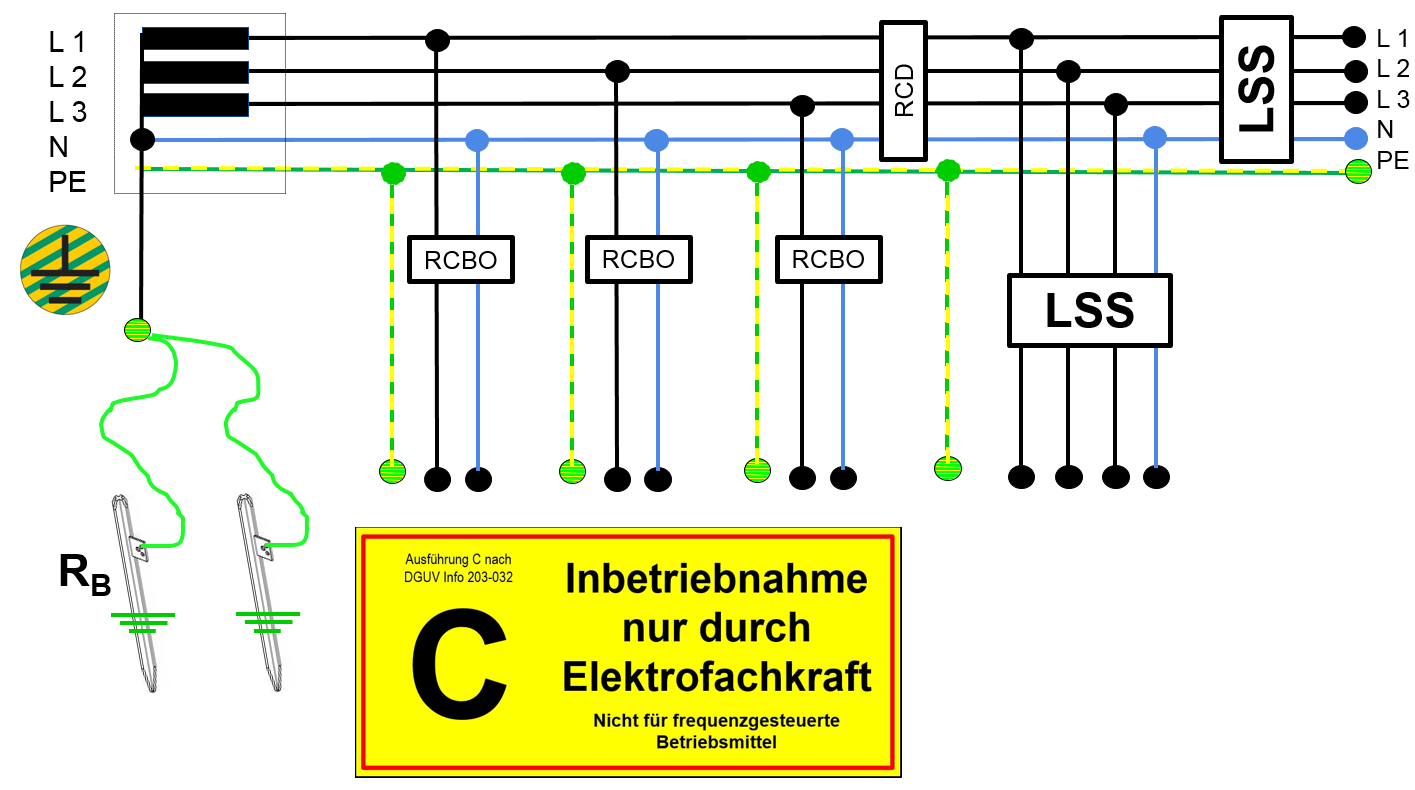 L 1
L 2
L 3
N
PE
RCBO
RCBO
RCBO
RCD
LSS
LSS
L 1
L 2
L 3
N
PE
RB
Ausführung C nach
DGUV Info 203-032
C
Inbetriebnahme
nur durch
Elektrofachkraft
Nicht für frequenzgesteuerte
Betriebsmittel